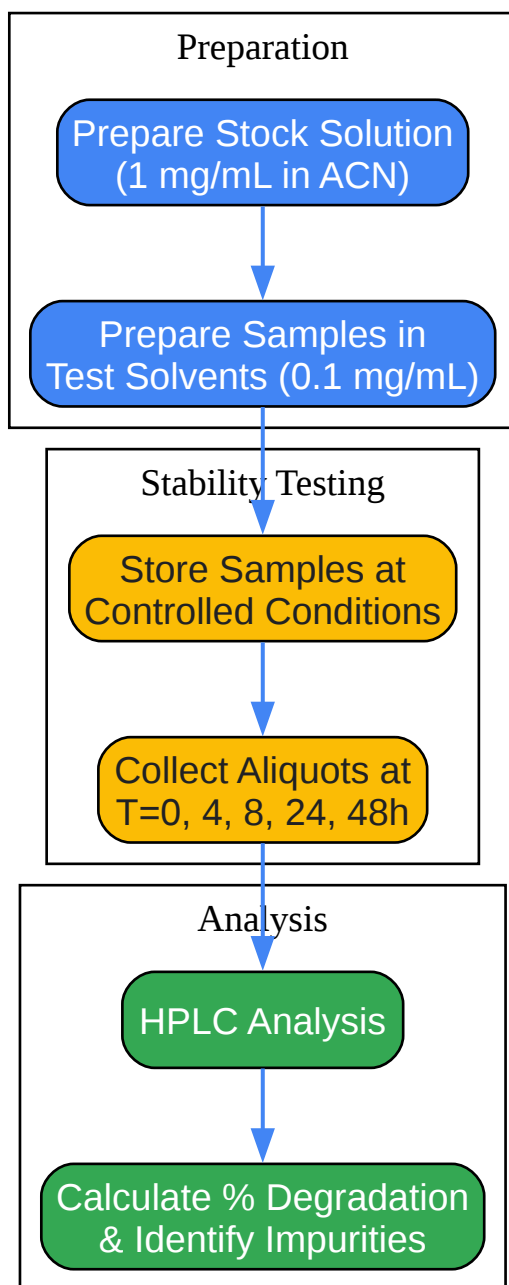 Preparation
Prepare Stock Solution
(1 mg/mL in ACN)
Prepare Samples in
Test Solvents (0.1 mg/mL)
Stability Testing
Store Samples at
Controlled Conditions
Collect Aliquots at
T=0, 4, 8, 24, 48h
Analysis
HPLC Analysis
Calculate % Degradation
& Identify Impurities